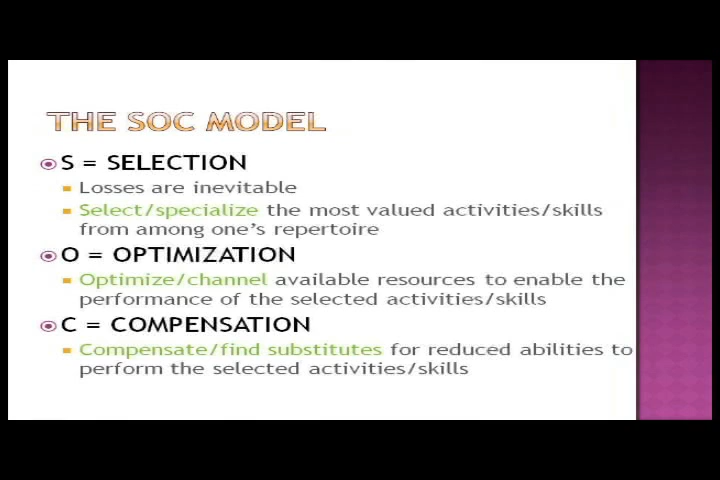 THE SOC MODEL
S = SELECTION
Losses are inevitable
Select/specialize the most valued activities/skills
from among one's repertoire
O = OPTIMIZATION
Optimize/channel available resources to enable the
performance of the selected activities/skills
C = COMPENSATION
Compensate/find substitutes for reduced abilities to
perform the selected activities/skills